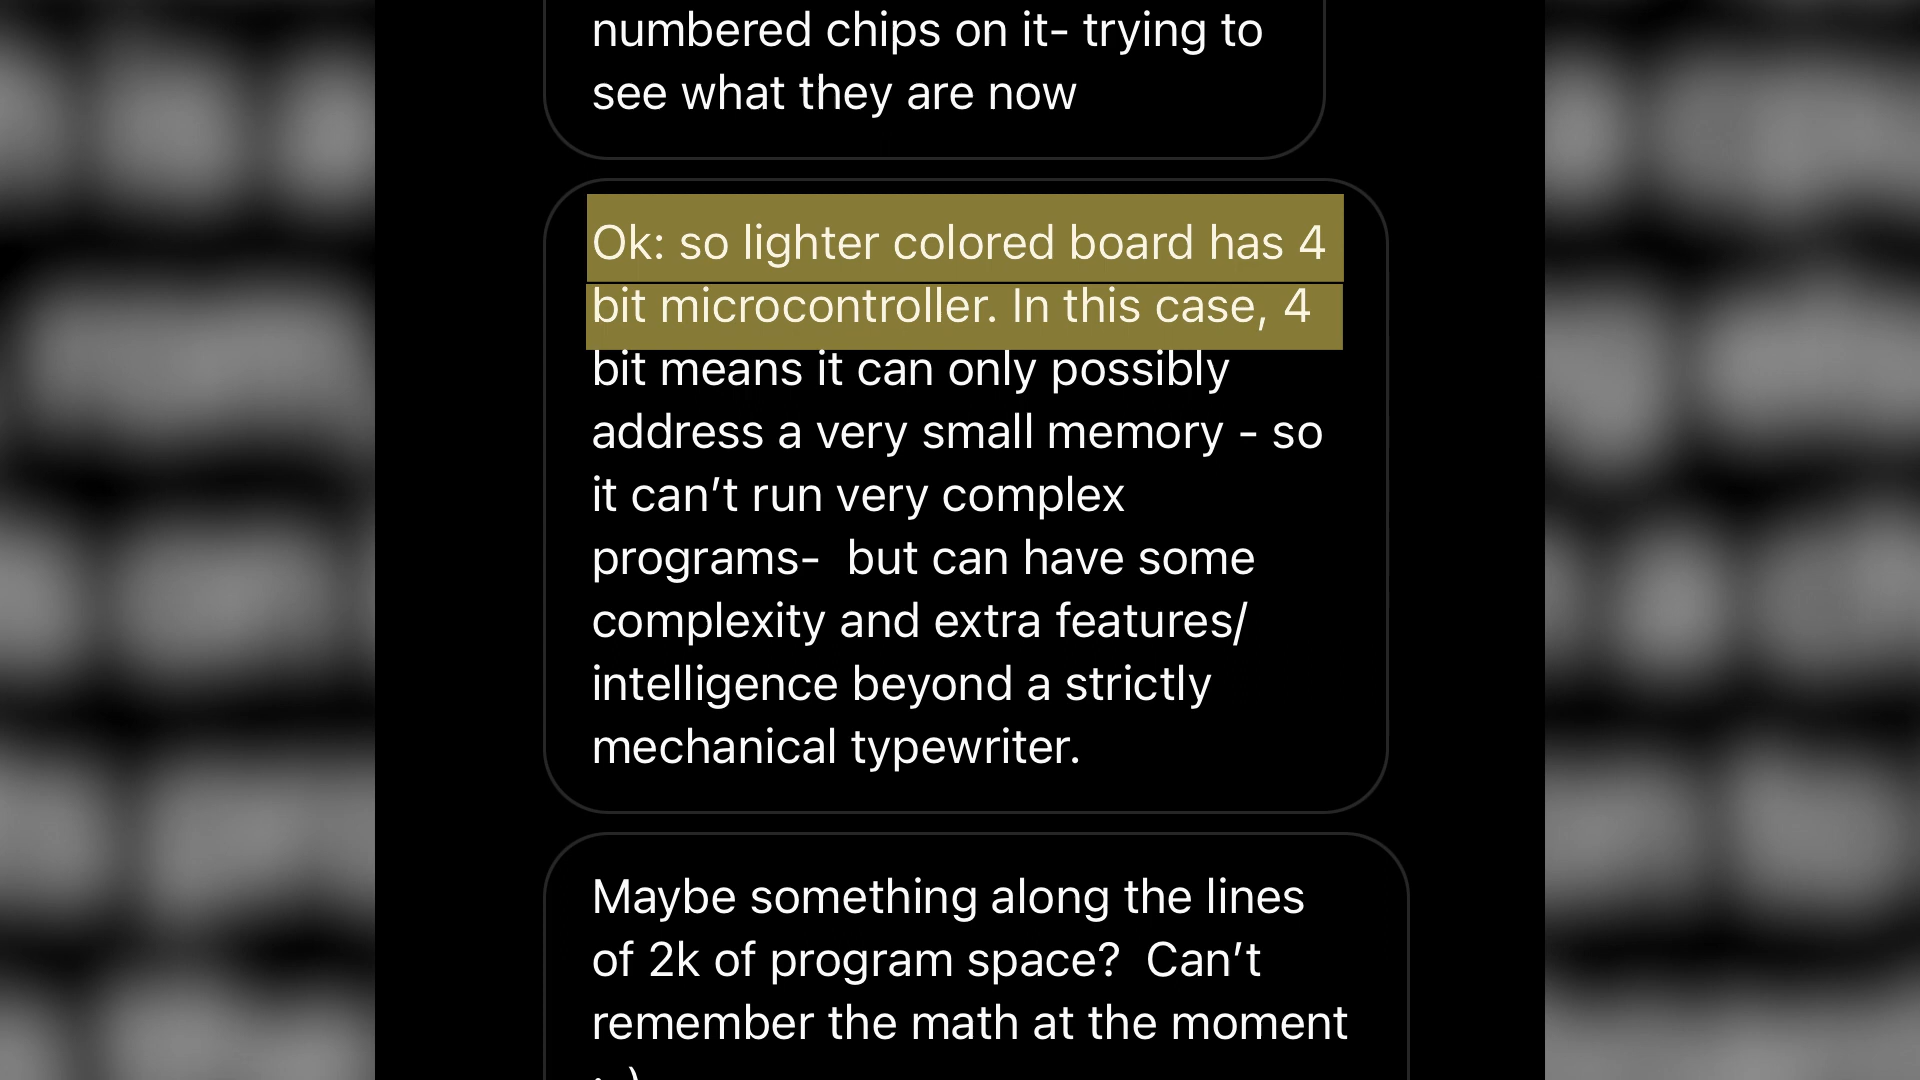 numbered chips on it- trying to
see what they are now
Ok: so lighter colored board has 4
bit microcontroller. In this case, 4
bit means it can only possibly
address a very small memory - so
it can’t run very complex
programs-  but can have some
complexity and extra features/
intelligence beyond a strictly
mechanical typewriter.
Maybe something along the lines
of 2k of program space?  Can’t
remember the math at the moment